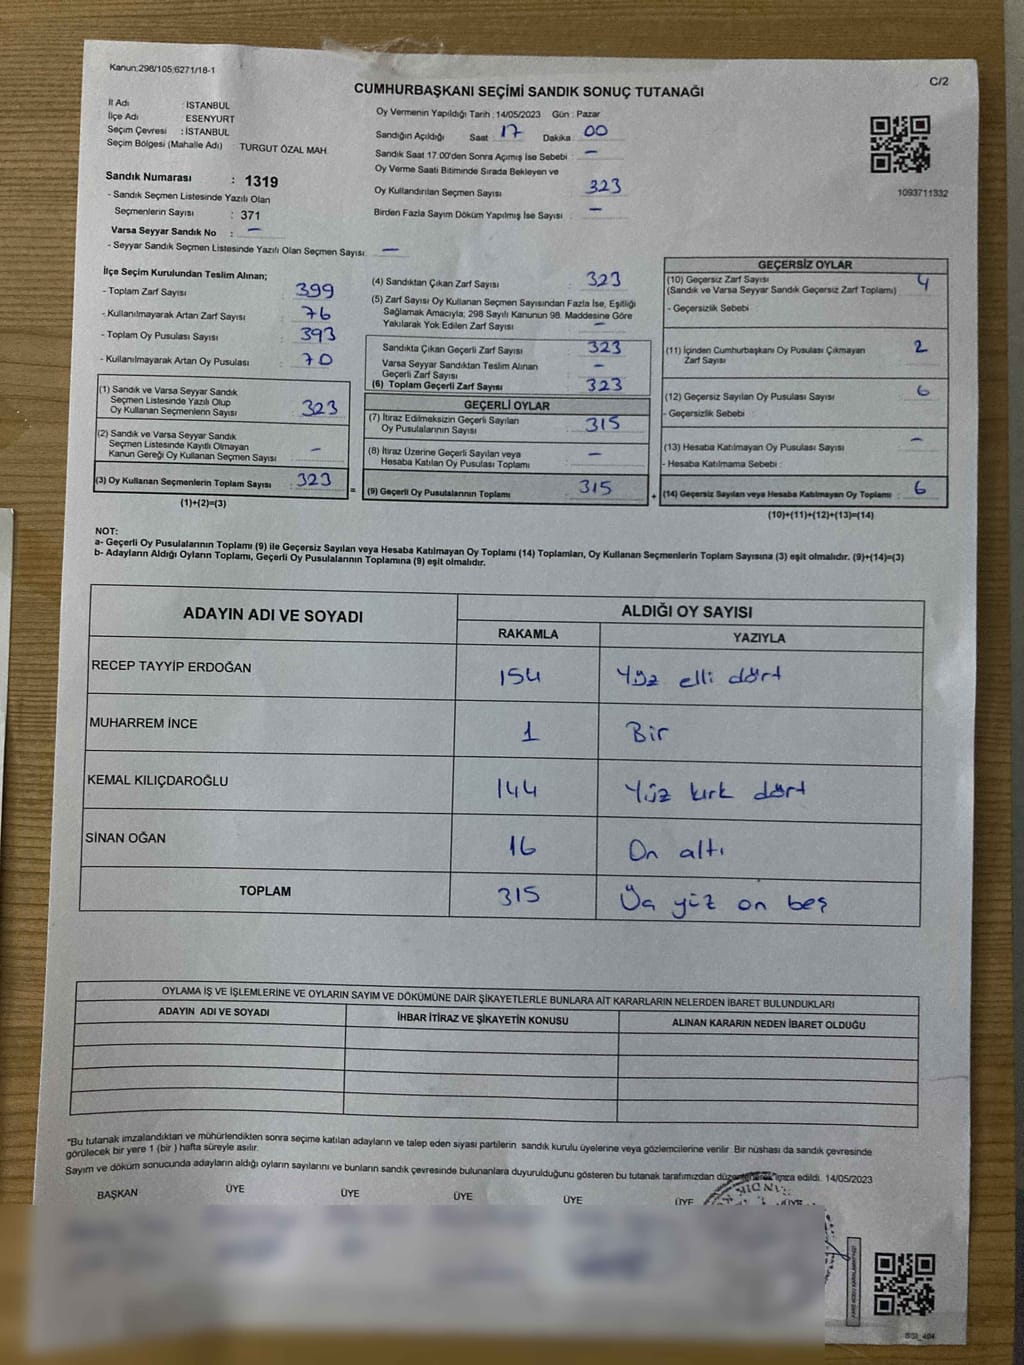 Kanun:298/105;6271/18-1
C/2
CUMHURBAŞKANI SEÇİMİ SANDIK SONUÇ TUTANAĞI
İl Adı : İSTANBUL
İlçe Adı : ESENYURT
Seçim Çevresi : İSTANBUL
Seçim Bölgesi (Mahalle Adı) TURGUT ÖZAL MAH.
Sandık Numarası : 1319
- Sandık Seçmen Listesinde Yazılı Olan
Seçmenlerin Sayısı : 371
Varsa Seyyar Sandık No : -
- Seyyar Sandık Seçmen Listesinde Yazılı Olan Seçmen Sayısı: -
Oy Vermenin Yapıldığı Tarih : 14/05/2023 Gün : Pazar
Sandığın Açıldığı Saat 17 Dakika 00
Sandık Saat 17.00'den Sonra Açımış İse Sebebi : -
Oy Verme Saati Bitiminde Sırada Bekleyen ve
Oy Kullandırılan Seçmen Sayısı 323
Birden Fazla Sayım Döküm Yapılmış İse Sayısı -
1093711332
İlçe Seçim Kurulundan Teslim Alınan;
- Toplam Zarf Sayısı 399
- Kullanılmayarak Artan Zarf Sayısı : 76
- Toplam Oy Pusulası Sayısı : 393
- Kullanılmayarak Artan Oy Pusulası : 70
(1) Sandık ve Varsa Seyyar Sandık
Seçmen Listesinde Yazılı Olup
Oy Kullanan Seçmenlerin Sayısı : 323
(2) Sandık ve Varsa Seyyar Sandık
Seçmen Listesinde Kayıtlı Olmayan
Kanun Gereği Oy Kullanan Seçmen Sayısı : -
(3) Oy Kullanan Seçmenlerin Toplam Sayısı : 323
(1)+(2)=(3)
=
(4) Sandıktan Çıkan Zarf Sayısı : 323
(5) Zarf Sayısı Oy Kullanan Seçmen Sayısından Fazla İse, Eşitliği
Sağlamak Amacıyla; 298 Sayılı Kanunun 98. Maddesine Göre
Yakılarak Yok Edilen Zarf Sayısı : -
Sandıkta Çıkan Geçerli Zarf Sayısı : 323
Varsa Seyyar Sandıktan Teslim Alınan
Geçerli Zarf Sayısı : -
(6) Toplam Geçerli Zarf Sayısı : 323
GEÇERLİ OYLAR
(7) İtiraz Edilmeksizin Geçerli Sayılan
Oy Pusulalarının Sayısı : 315
(8) İtiraz Üzerine Geçerli Sayılan veya
Hesaba Katılan Oy Pusulası Toplamı : -
(9) Geçerli Oy Pusulalarının Toplamı : 315
+
GEÇERSİZ OYLAR
(10) Geçersiz Zarf Sayısı : 4
(Sandık ve Varsa Seyyar Sandık Geçersiz Zarf Toplamı)
- Geçersizlik Sebebi :
(11) İçinden Cumhurbaşkanı Oy Pusulası Çıkmayan
Zarf Sayısı : 2
(12) Geçersiz Sayılan Oy Pusulası Sayısı : 6
- Geçersizlik Sebebi :
(13) Hesaba Katılmayan Oy Pusulası Sayısı : -
- Hesaba Katılmama Sebebi :
(14) Geçersiz Sayılan veya Hesaba Katılmayan Oy Toplamı : 6
(10)+(11)+(12)+(13)=(14)
NOT:
a- Geçerli Oy Pusulalarının Toplamı (9) ile Geçersiz Sayılan veya Hesaba Katılmayan Oy Toplamı (14) Toplamları, Oy Kullanan Seçmenlerin Toplam Sayısına (3) eşit olmalıdır. (9)+(14)=(3)
b- Adayların Aldığı Oyların Toplamı, Geçerli Oy Pusulalarının Toplamına (9) eşit olmalıdır.
ADAYIN ADI VE SOYADI ALDIĞI OY SAYISI
RAKAMLA YAZIYLA
RECEP TAYYİP ERDOĞAN 154 Yüz elli dört
MUHARREM İNCE 1 Bir
KEMAL KILIÇDAROĞLU 144 Yüz kırk dört
SİNAN OĞAN 16 On altı
TOPLAM 315 Üç yüz on beş
OYLAMA İŞ VE İŞLEMLERİNE VE OYLARIN SAYIM VE DÖKÜMÜNE DAİR ŞİKAYETLERLE BUNLARA AİT KARARLARIN NELERDEN İBARET BULUNDUKLARI
ADAYIN ADI VE SOYADI İHBAR İTİRAZ VE ŞİKAYETİN KONUSU ALINAN KARARIN NEDEN İBARET OLDUĞU
"Bu tutanak imzalandıktan ve mühürlendikten sonra seçime katılan adayların ve talep eden siyasi partilerin sandık kurulu üyelerine veya gözlemcilerine verilir. Bir nüshası da sandık çevresinde
görülecek bir yere 1 (bir ) hafta süreyle asılır.
Sayım ve döküm sonucunda adayların aldığı oyların sayılarını ve bunların sandık çevresinde bulunanlara duyurulduğunu gösteren bu tutanak tarafımızdan düzenlenerek imza edildi. 14/05/2023
BAŞKAN ÜYE ÜYE ÜYE ÜYE ÜYE